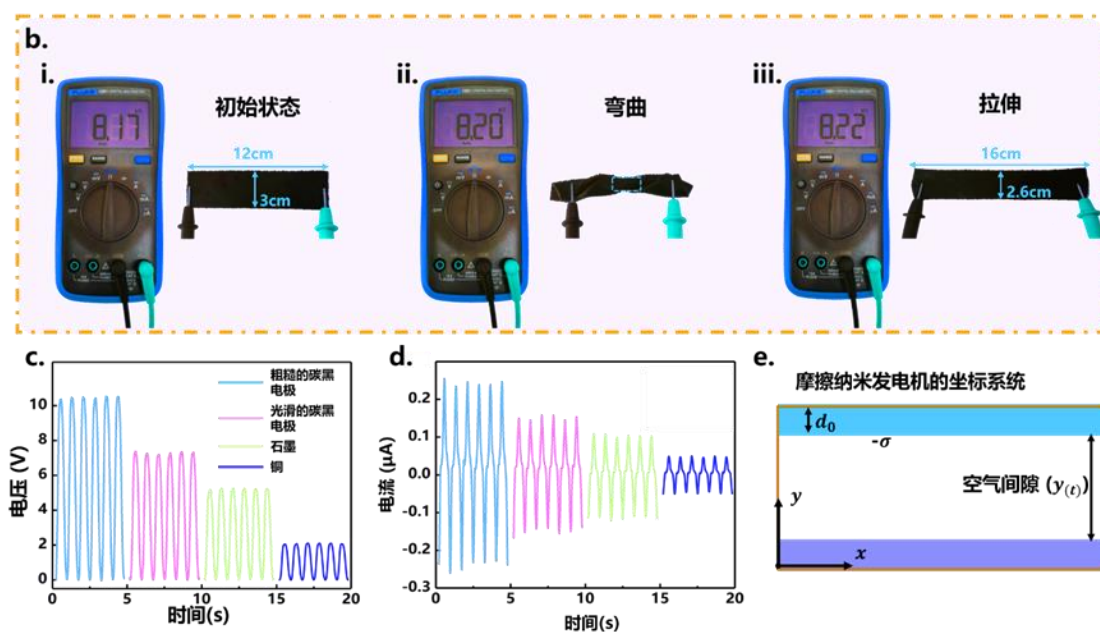 b.
i.
初始状态
8.17
12cm
3cm
ii.
弯曲
8.20
iii.
拉伸
8.22
16cm
2.6cm
c.
电压 (V)
10
8
6
4
2
0
粗糙的碳黑
电极
光滑的碳黑
电极
石墨
铜
0
5
10
15
20
时间(s)
d.
电流 (μA)
0.2
0.1
0.0
-0.1
-0.2
-0.3
0
5
10
15
20
时间(s)
e.
摩擦纳米发电机的坐标系统
d₀
-σ
空气间隙 (y₍t₎)
y
x